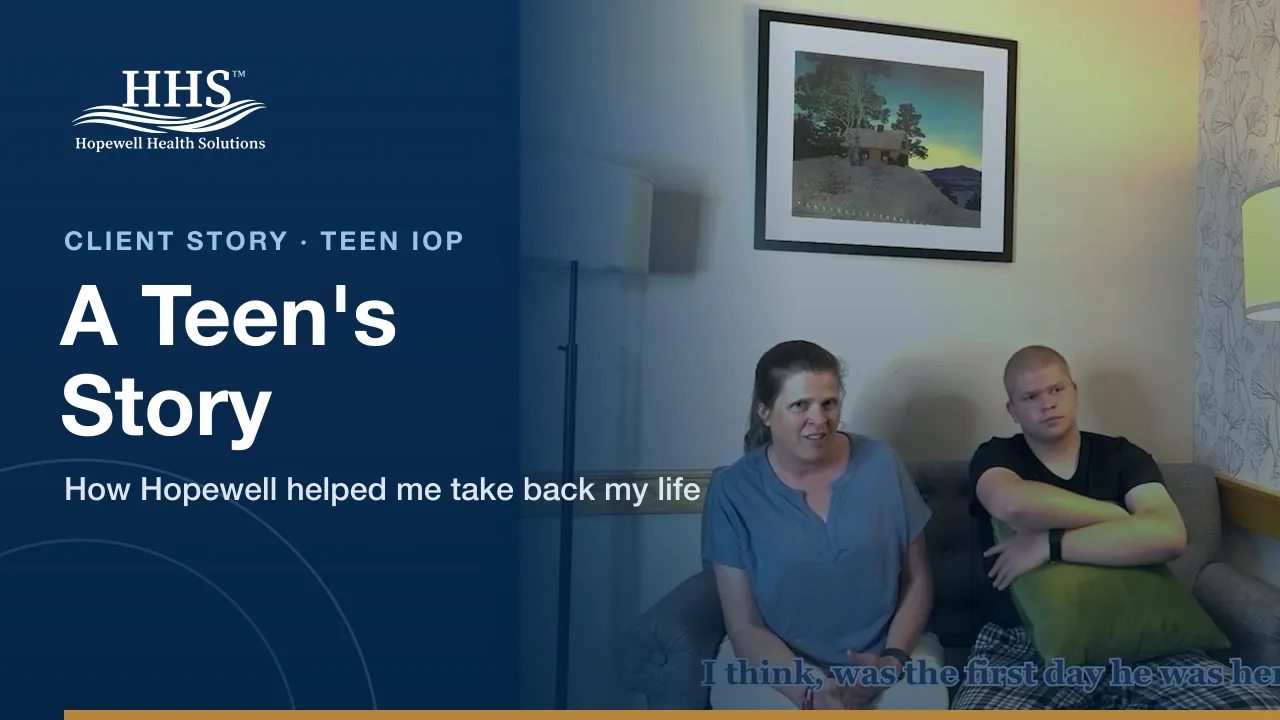 HHS™
Hopewell Health Solutions
CLIENT STORY · TEEN IOP
A Teen's
Story
How Hopewell helped me take back my life
I think, was the first day he was her